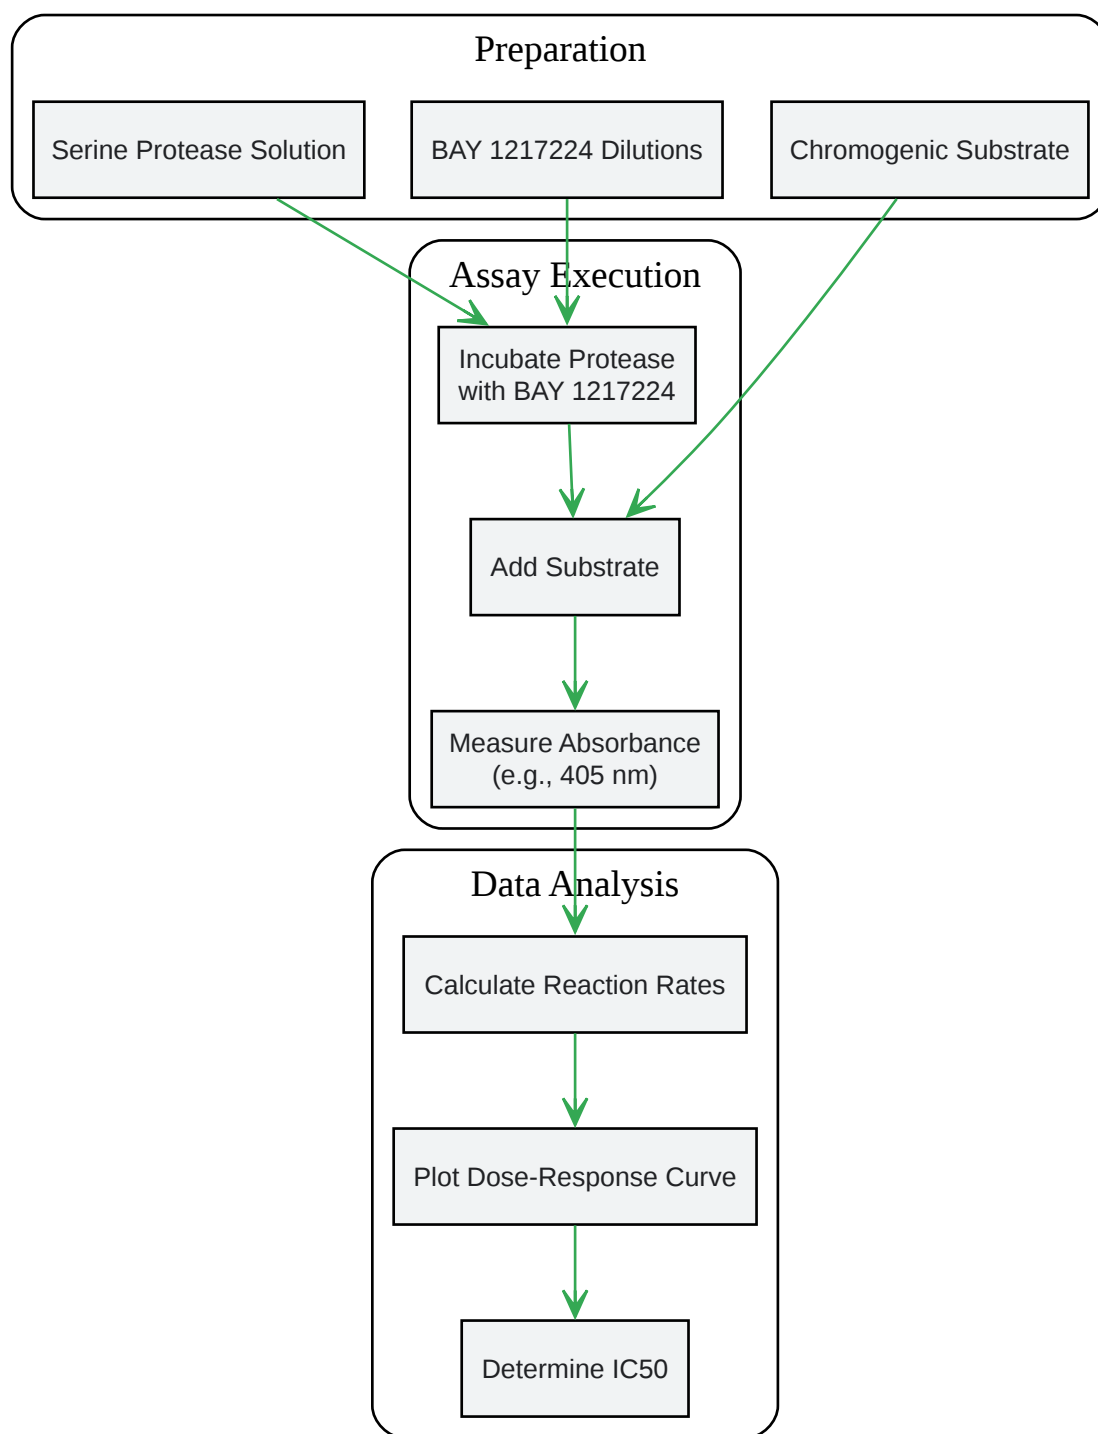 Preparation
Serine Protease Solution
BAY 1217224 Dilutions
Chromogenic Substrate
Assay Execution
Incubate Protease
with BAY 1217224
Add Substrate
Measure Absorbance
(e.g., 405 nm)
Data Analysis
Calculate Reaction Rates
Plot Dose-Response Curve
Determine IC50